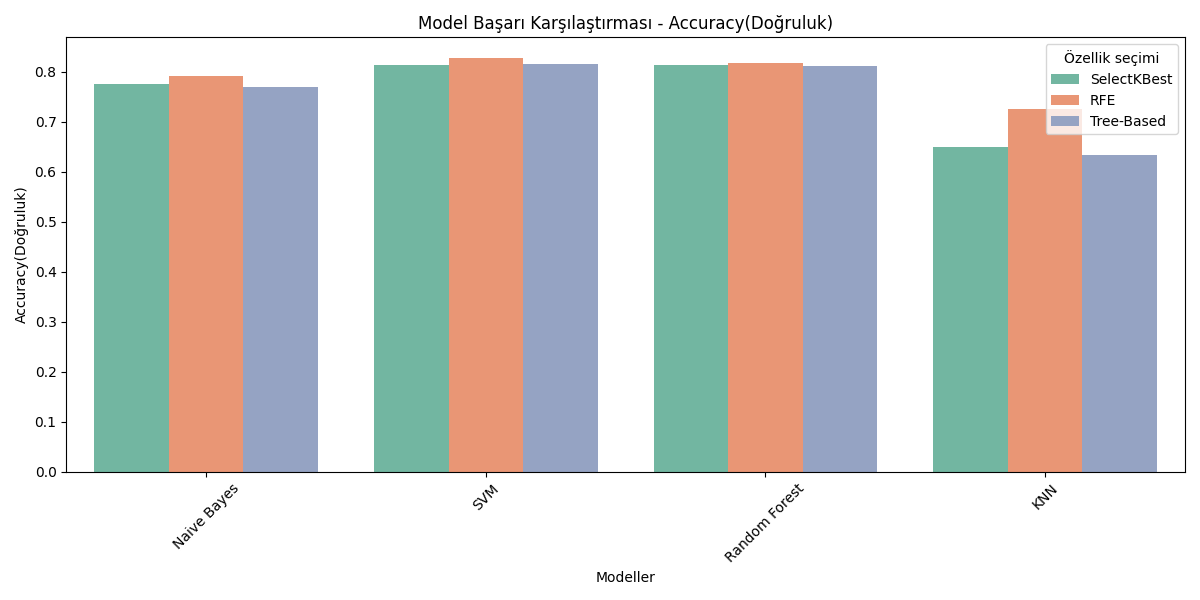 Model Başarı Karşılaştırması - Accuracy(Doğruluk)
Accuracy(Doğruluk)
0.8
0.7
0.6
0.5
0.4
0.3
0.2
0.1
0.0
Özellik seçimi
SelectKBest
RFE
Tree-Based
Naive Bayes
SVM
Random Forest
KNN
Modeller